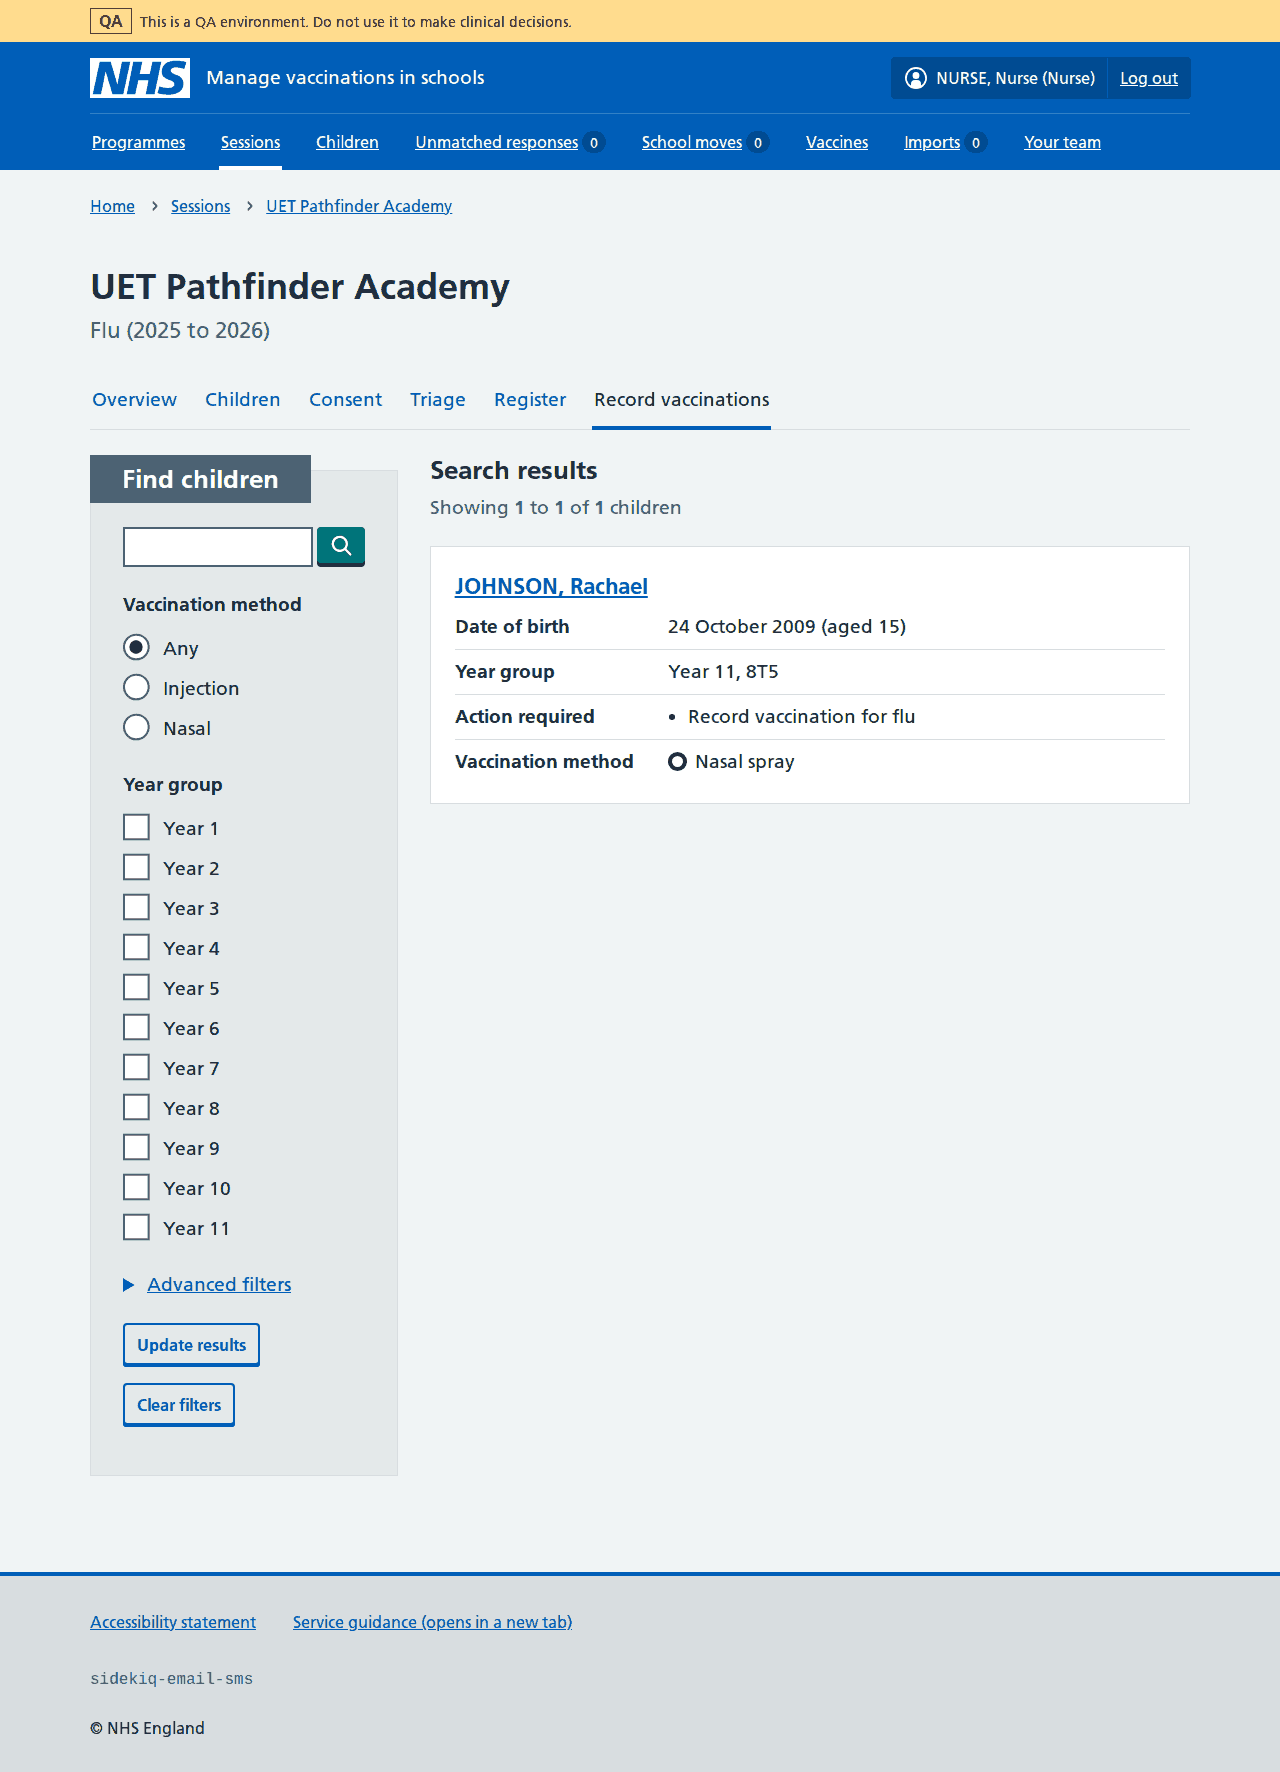 QA This is a QA environment. Do not use it to make clinical decisions.
NHS Manage vaccinations in schools NURSE, Nurse (Nurse) Log out
Programmes Sessions Children Unmatched responses 0 School moves 0 Vaccines Imports 0 Your team
Home Sessions UET Pathfinder Academy
UET Pathfinder Academy
Flu (2025 to 2026)
Overview Children Consent Triage Register Record vaccinations
Find children
Vaccination method
Any
Injection
Nasal
Year group
Year 1
Year 2
Year 3
Year 4
Year 5
Year 6
Year 7
Year 8
Year 9
Year 10
Year 11
Advanced filters
Update results
Clear filters
Search results
Showing 1 to 1 of 1 children
JOHNSON, Rachael
Date of birth 24 October 2009 (aged 15)
Year group Year 11, 8T5
Action required • Record vaccination for flu
Vaccination method Nasal spray
Accessibility statement Service guidance (opens in a new tab)
sidekiq-email-sms
© NHS England